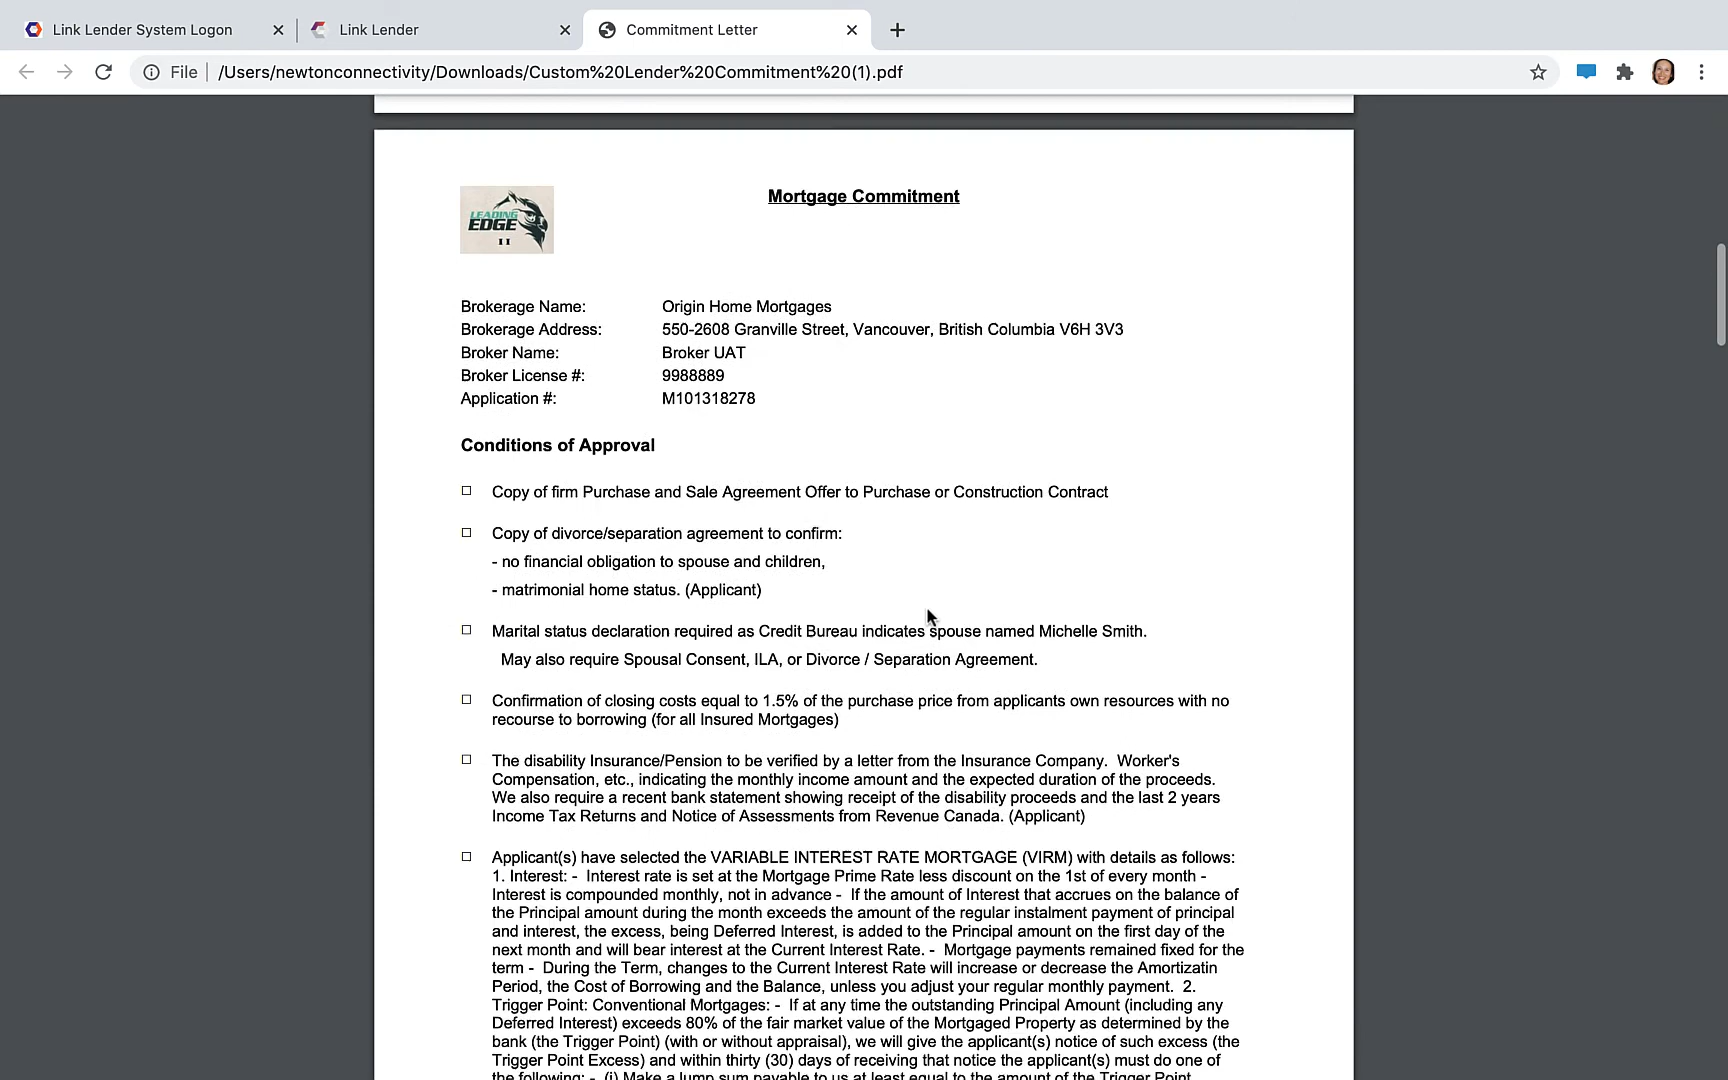 Link Lender System Logon
Link Lender
Commitment Letter
File
/Users/newtonconnectivity/Downloads/Custom%20Lender%20Commitment%20(1).pdf
LEADING
EDGE
II
Mortgage Commitment
Brokerage Name: Origin Home Mortgages
Brokerage Address: 550-2608 Granville Street, Vancouver, British Columbia V6H 3V3
Broker Name: Broker UAT
Broker License #: 9988889
Application #: M101318278
Conditions of Approval
Copy of firm Purchase and Sale Agreement Offer to Purchase or Construction Contract
Copy of divorce/separation agreement to confirm:
- no financial obligation to spouse and children,
- matrimonial home status. (Applicant)
Marital status declaration required as Credit Bureau indicates spouse named Michelle Smith.
May also require Spousal Consent, ILA, or Divorce / Separation Agreement.
Confirmation of closing costs equal to 1.5% of the purchase price from applicants own resources with no
recourse to borrowing (for all Insured Mortgages)
The disability Insurance/Pension to be verified by a letter from the Insurance Company. Worker's
Compensation, etc., indicating the monthly income amount and the expected duration of the proceeds.
We also require a recent bank statement showing receipt of the disability proceeds and the last 2 years
Income Tax Returns and Notice of Assessments from Revenue Canada. (Applicant)
Applicant(s) have selected the VARIABLE INTEREST RATE MORTGAGE (VIRM) with details as follows:
1. Interest: - Interest rate is set at the Mortgage Prime Rate less discount on the 1st of every month -
Interest is compounded monthly, not in advance - If the amount of Interest that accrues on the balance of
the Principal amount during the month exceeds the amount of the regular instalment payment of principal
and interest, the excess, being Deferred Interest, is added to the Principal amount on the first day of the
next month and will bear interest at the Current Interest Rate. - Mortgage payments remained fixed for the
term - During the Term, changes to the Current Interest Rate will increase or decrease the Amortizatin
Period, the Cost of Borrowing and the Balance, unless you adjust your regular monthly payment. 2.
Trigger Point: Conventional Mortgages: - If at any time the outstanding Principal Amount (including any
Deferred Interest) exceeds 80% of the fair market value of the Mortgaged Property as determined by the
bank (the Trigger Point) (with or without appraisal), we will give the applicant(s) notice of such excess (the
Trigger Point Excess) and within thirty (30) days of receiving that notice the applicant(s) must do one of
the following: - (i) Make a lump sum payable to us at least equal to the amount of the Trigger Point